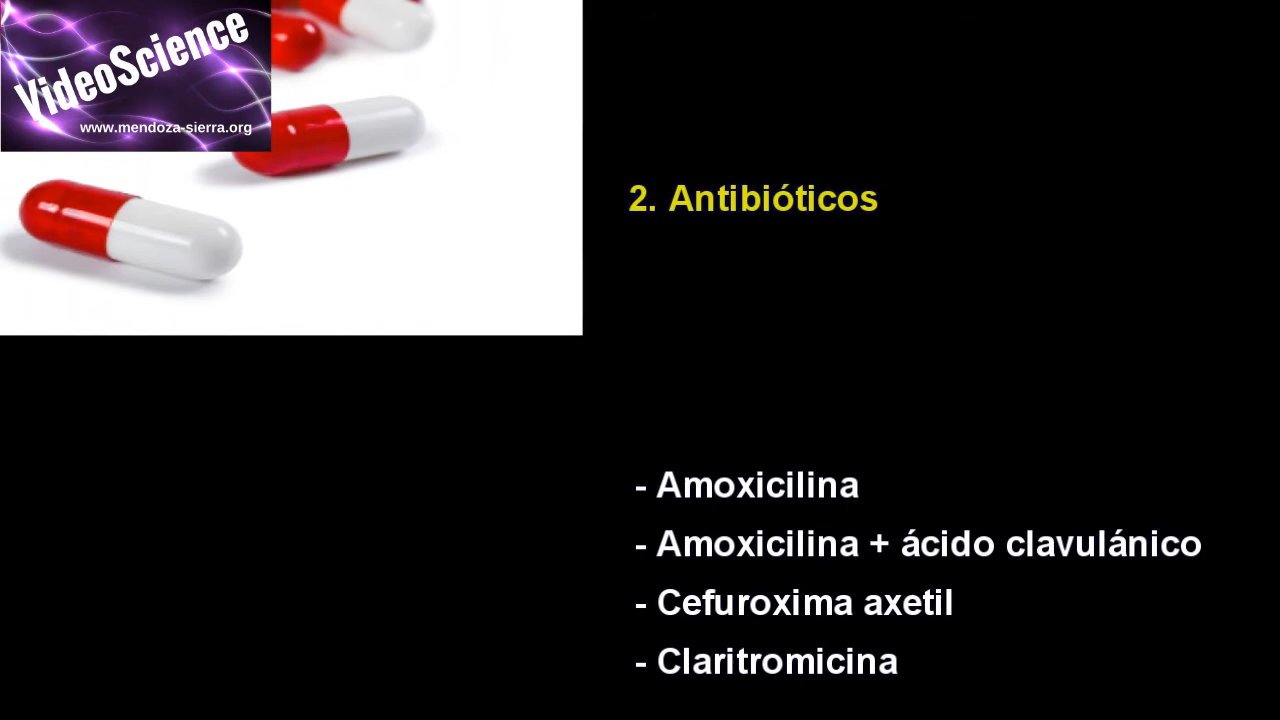 VideoScience
www.mendoza-sierra.org
2. Antibióticos
- Amoxicilina
- Amoxicilina + ácido clavulánico
- Cefuroxima axetil
- Claritromicina